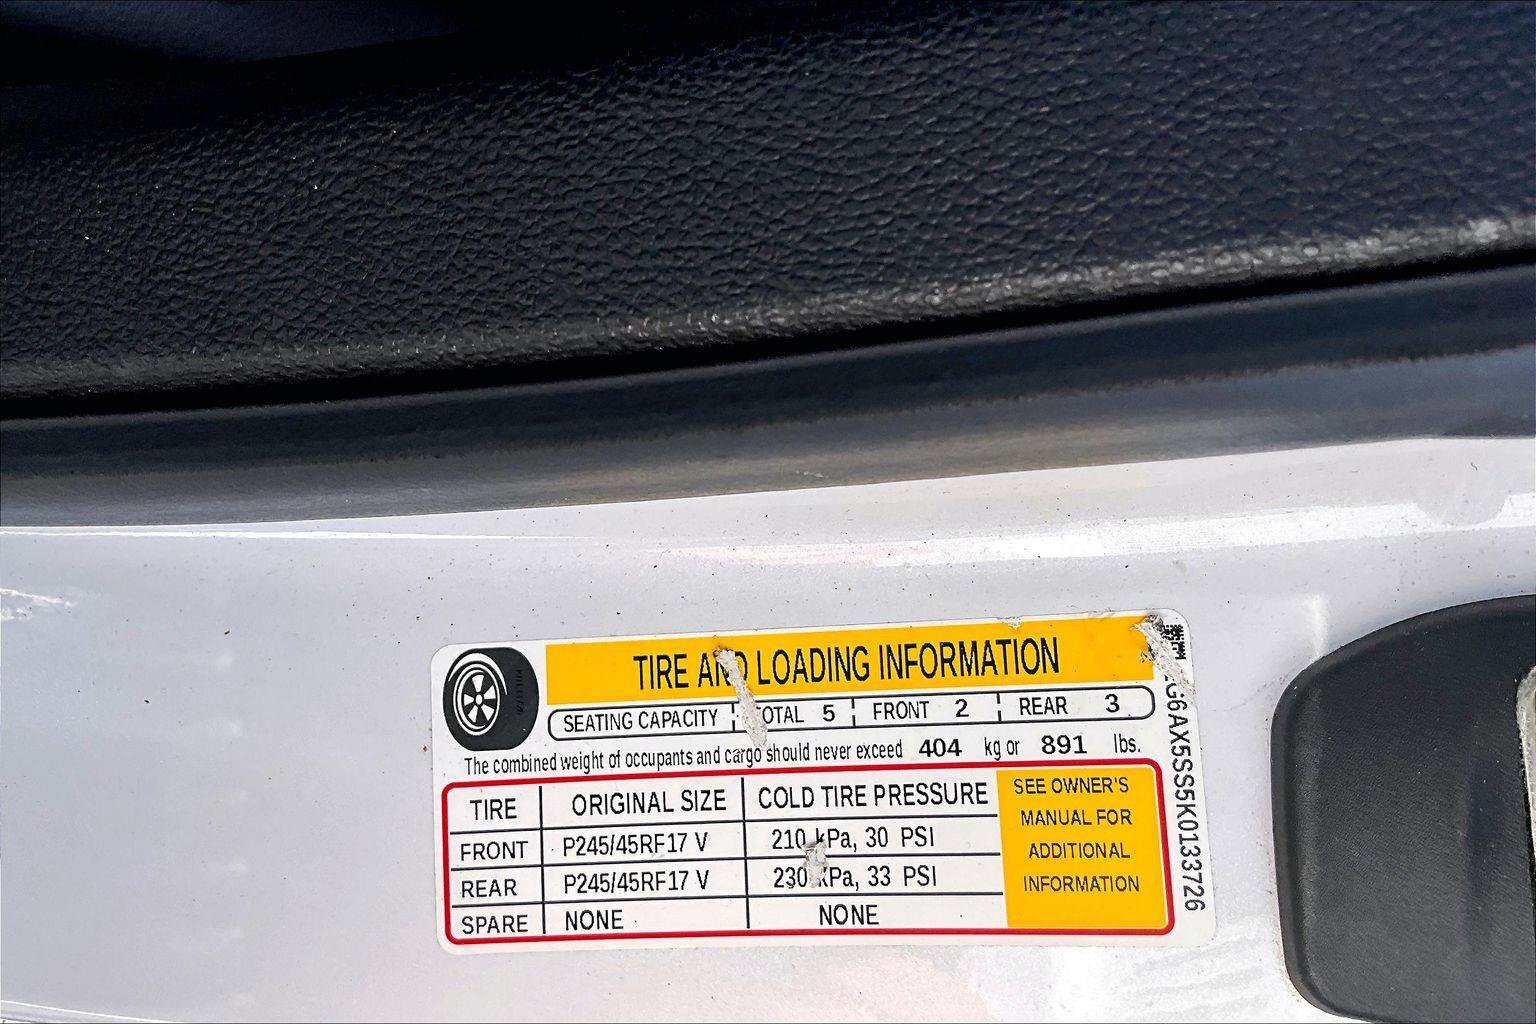 TIRE AND LOADING INFORMATION
SEATING CAPACITY TOTAL 5 FRONT 2 REAR 3
The combined weight of occupants and cargo should never exceed 404 kg or 891 lbs.
TIRE ORIGINAL SIZE COLD TIRE PRESSURE
FRONT P245/45RF17 V 210 kPa, 30 PSI
REAR P245/45RF17 V 230 kPa, 33 PSI
SPARE NONE NONE
SEE OWNER'S
MANUAL FOR
ADDITIONAL
INFORMATION
G6AX5SS5K0133726